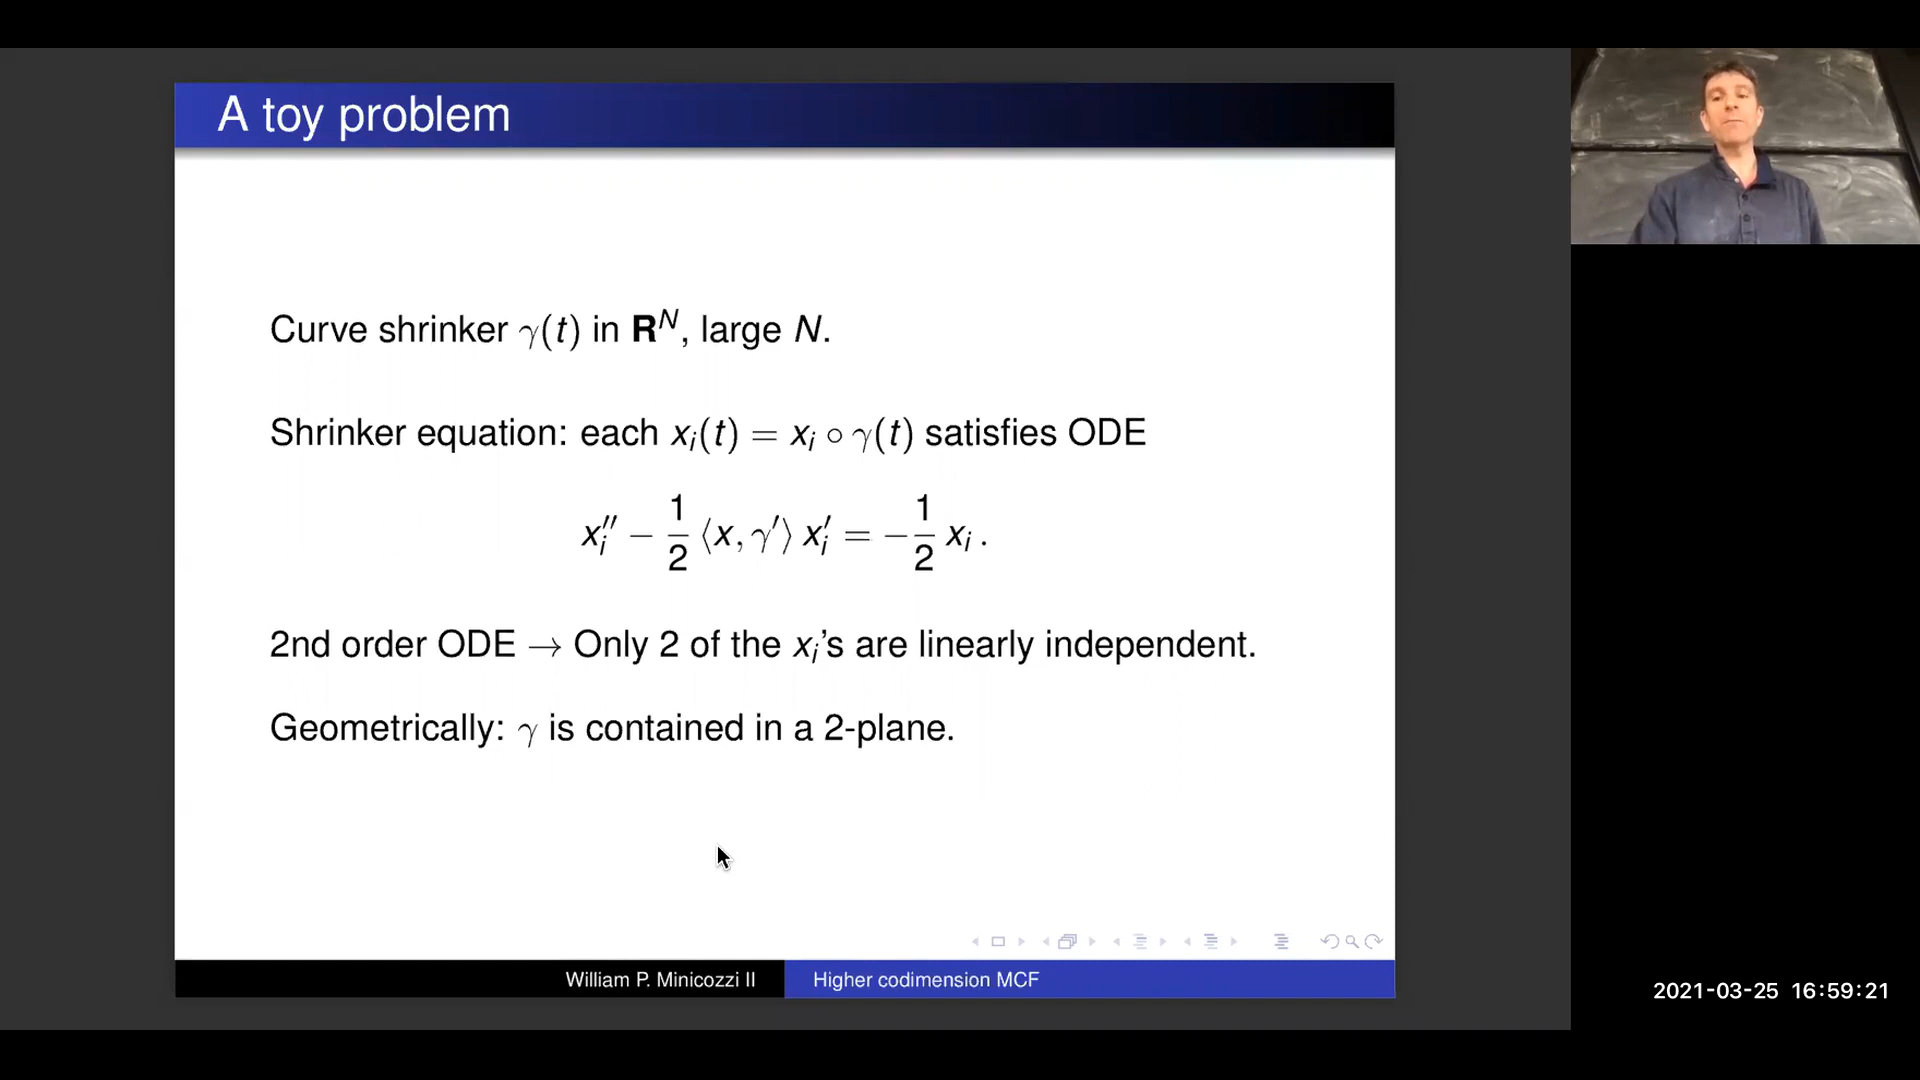 A toy problem
Curve shrinker γ(t) in R^N, large N.
Shrinker equation: each x_i(t) = x_i ∘ γ(t) satisfies ODE
x_i'' − 1/2 ⟨x, γ'⟩ x_i' = −1/2 x_i .
2nd order ODE → Only 2 of the x_i's are linearly independent.
Geometrically: γ is contained in a 2-plane.
William P. Minicozzi II
Higher codimension MCF
2021-03-25 16:59:21